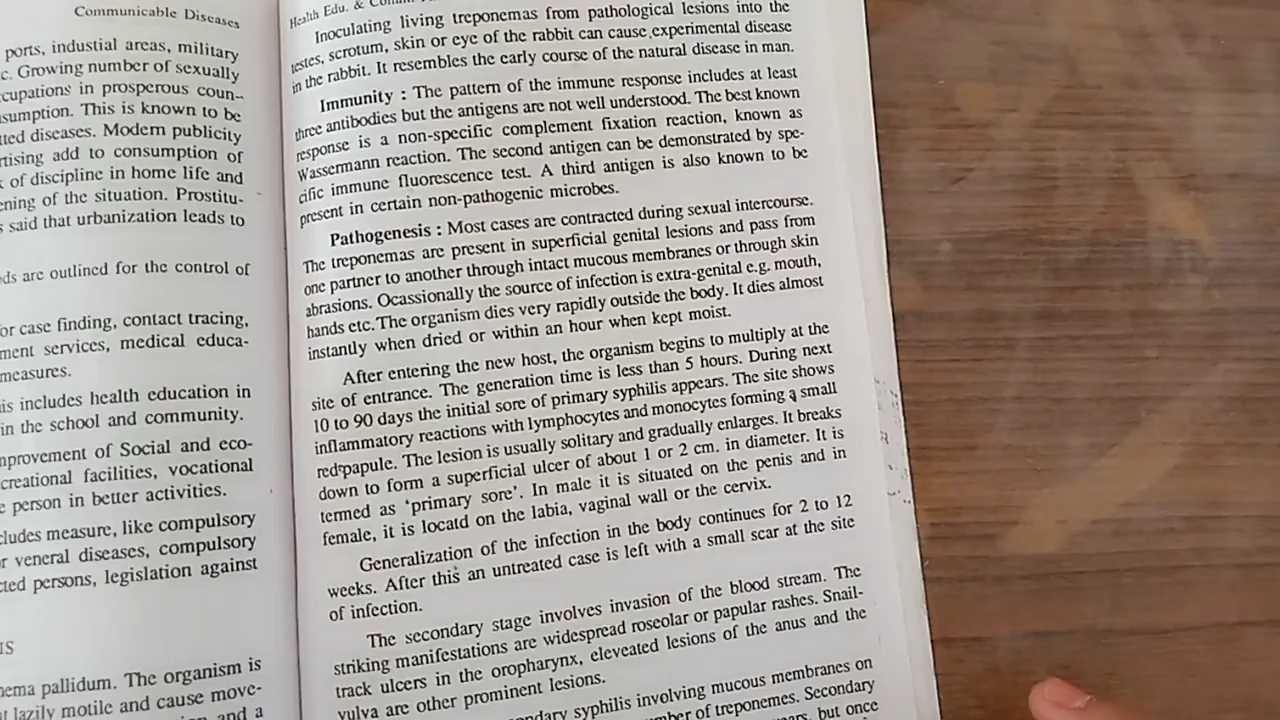 Communicable Diseases
ports, industial areas, military
c. Growing number of sexually
cupations in prosperous coun-
sumption. This is known to be
ted diseases. Modern publicity
rtising add to consumption of
of discipline in home life and
ening of the situation. Prostitu-
said that urbanization leads to
ds are outlined for the control of
or case finding, contact tracing,
ment services, medical educa-
measures.
is includes health education in
in the school and community.
nprovement of Social and eco-
creational facilities, vocational
e person in better activities.
cludes measure, like compulsory
r veneral diseases, compulsory
cted persons, legislation against
IS
nema pallidum. The organism is
t lazily motile and cause move-
and a
Health Edu. &
Inoculating living treponemas from pathological lesions into the
testes, scrotum, skin or eye of the rabbit can cause experimental disease
in the rabbit. It resembles the early course of the natural disease in man.
Immunity : The pattern of the immune response includes at least
three antibodies but the antigens are not well understood. The best known
response is a non-specific complement fixation reaction, known as
Wassermann reaction. The second antigen can be demonstrated by spe-
cific immune fluorescence test. A third antigen is also known to be
present in certain non-pathogenic microbes.
Pathogenesis : Most cases are contracted during sexual intercourse.
The treponemas are present in superficial genital lesions and pass from
one partner to another through intact mucous membranes or through skin
abrasions. Ocassionally the source of infection is extra-genital e.g. mouth,
hands etc. The organism dies very rapidly outside the body. It dies almost
instantly when dried or within an hour when kept moist.
After entering the new host, the organism begins to multiply at the
site of entrance. The generation time is less than 5 hours. During next
10 to 90 days the initial sore of primary syphilis appears. The site shows
inflammatory reactions with lymphocytes and monocytes forming a small
red papule. The lesion is usually solitary and gradually enlarges. It breaks
down to form a superficial ulcer of about 1 or 2 cm. in diameter. It is
termed as 'primary sore'. In male it is situated on the penis and in
female, it is locatd on the labia, vaginal wall or the cervix.
Generalization of the infection in the body continues for 2 to 12
weeks. After this an untreated case is left with a small scar at the site
of infection.
The secondary stage involves invasion of the blood stream. The
striking manifestations are widespread roseolar or papular rashes. Snail-
track ulcers in the oropharynx, eleveated lesions of the anus and the
vulva are other prominent lesions.
ndary syphilis involving mucous membranes on
mber of treponemes. Secondary
ears, but once